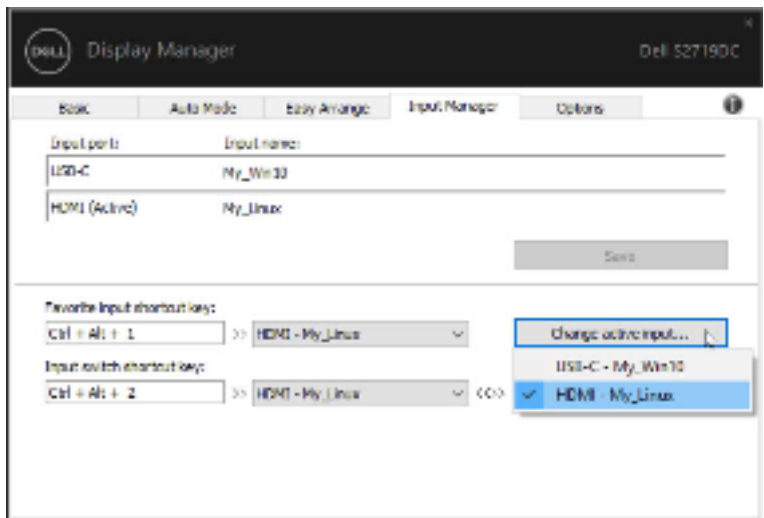 DELL Display Manager Dell S2719DC
Basic Auto Mode Easy Arrange Input Manager Options
Input port: Input name:
USB-C My_Win10
HDMI (Active) My_Linux
Save
Favorite input shortcut key:
Ctrl + Alt + 1 >> HDMI - My_Linux Change active input...
Input switch shortcut key: USB-C - My_Win10
Ctrl + Alt + 2 >> HDMI - My_Linux <<>> ✓ HDMI - My_Linux